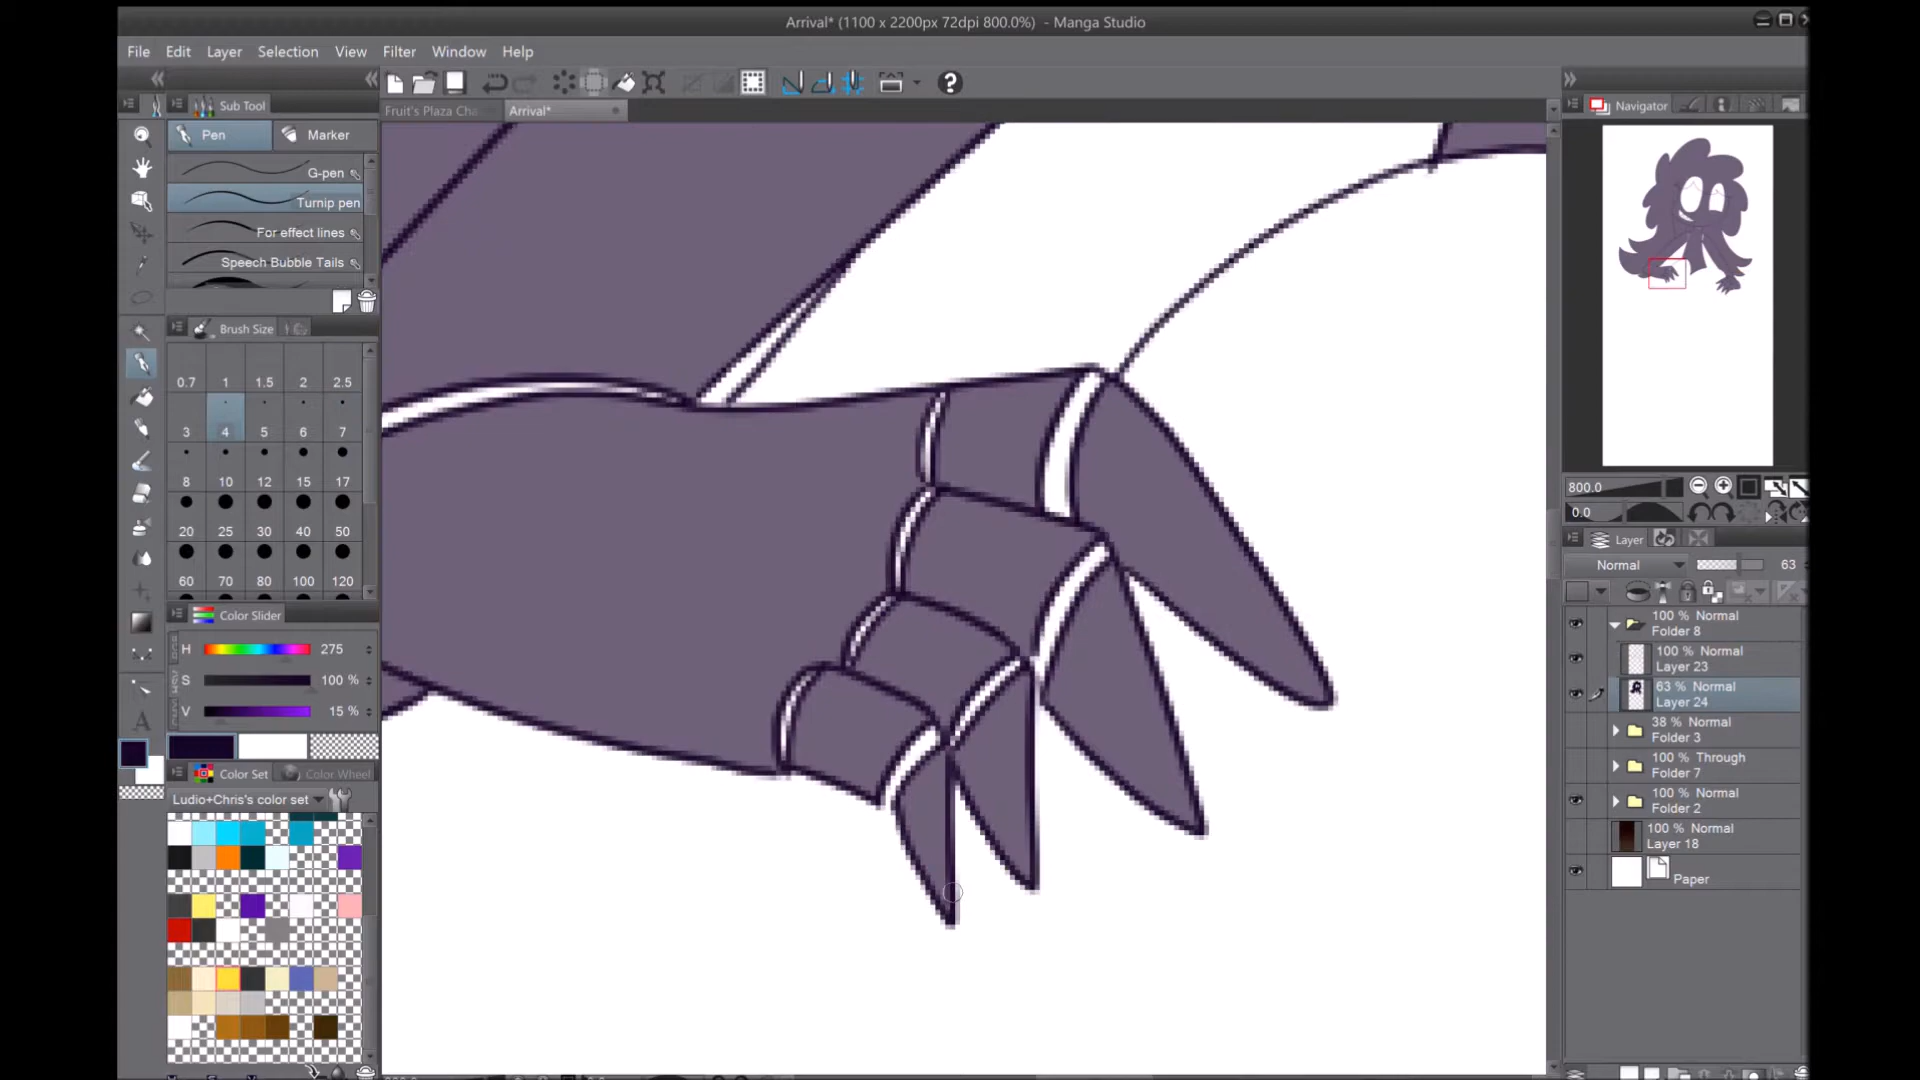 Arrival* (1100 x 2200px 72dpi 800.0%) - Manga Studio
File Edit Layer Selection View Filter Window Help
Sub Tool
Fruit's Plaza Cha
Arrival*
Navigator
Pen
Marker
G-pen
Turnip pen
For effect lines
Speech Bubble Tails
Brush Size
0.7 1 1.5 2 2.5
3 4 5 6 7
8 10 12 15 17
20 25 30 40 50
60 70 80 100 120
800.0
0.0
Layer
Normal 63
100 % Normal
Folder 8
100 % Normal
Layer 23
63 % Normal
Layer 24
38 % Normal
Folder 3
100 % Through
Folder 7
100 % Normal
Folder 2
100 % Normal
Layer 18
Paper
Color Slider
H 275
S 100 %
V 15 %
Color Set
Color Wheel
Ludio+Chris's color set